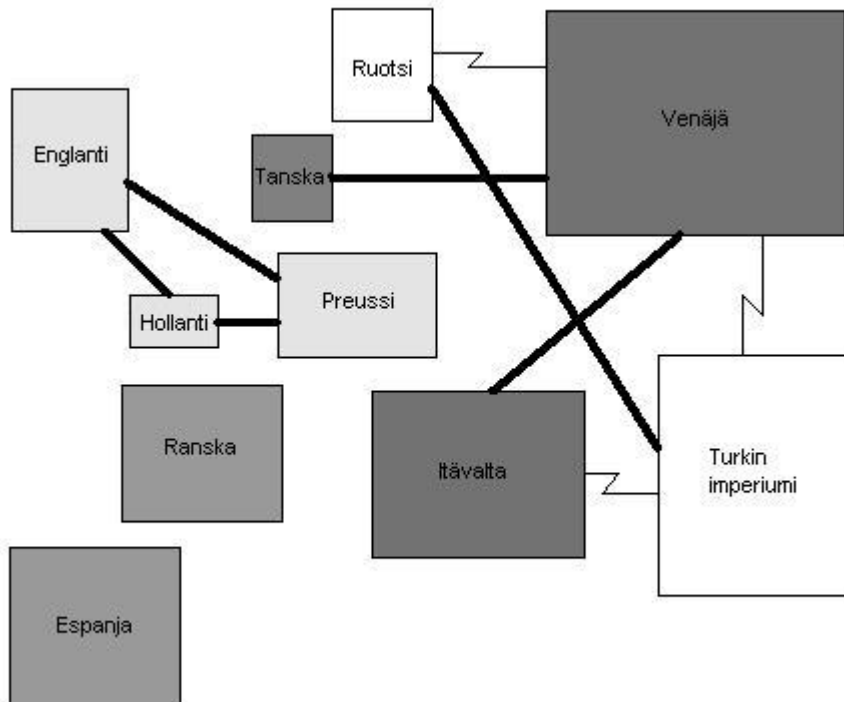 Ruotsi
Venäjä
Englanti
Tanska
Preussi
Hollanti
Ranska
Itävalta
Turkin
imperiumi
Espanja